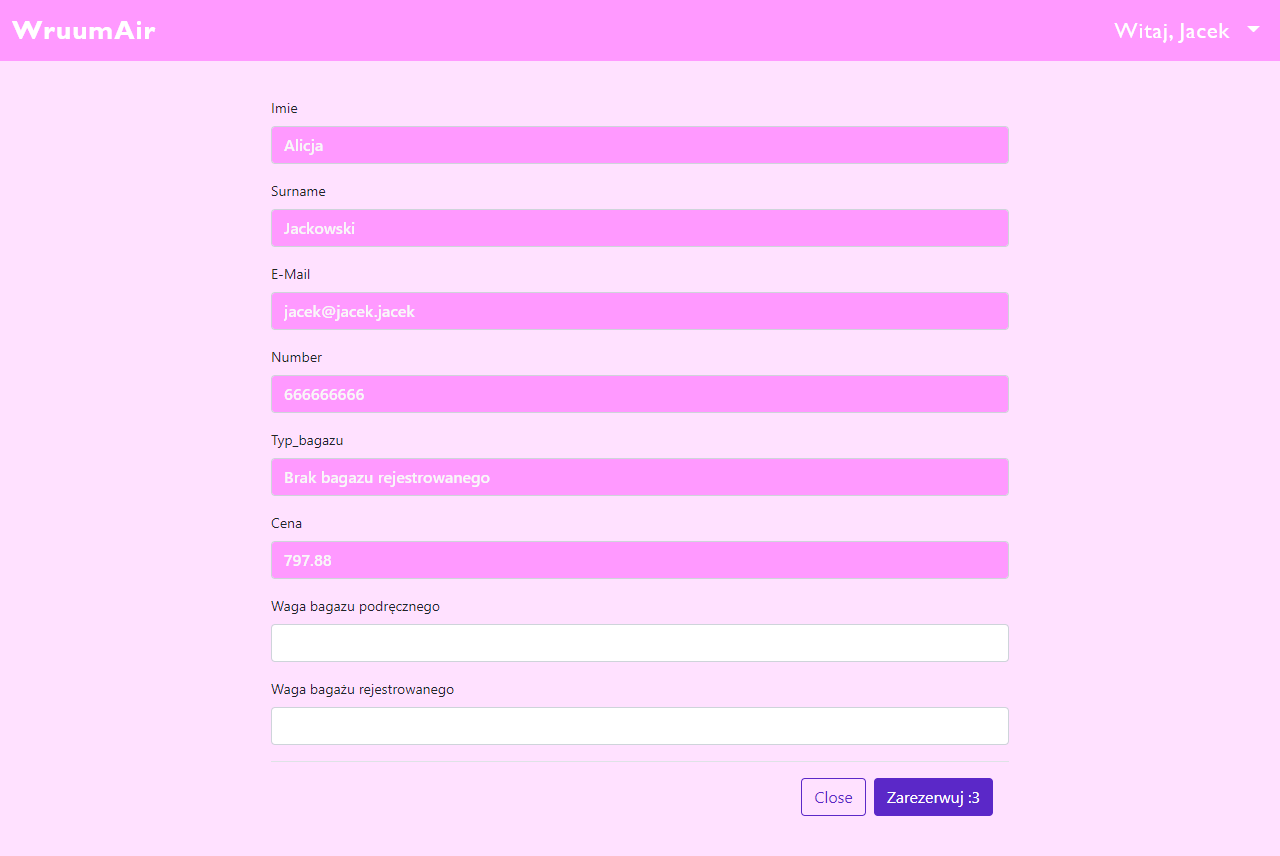 WruumAir
Witaj, Jacek
Imie
Alicja
Surname
Jackowski
E-Mail
jacek@jacek.jacek
Number
666666666
Typ_bagazu
Brak bagazu rejestrowanego
Cena
797.88
Waga bagazu podręcznego
Waga bagażu rejestrowanego
Close
Zarezerwuj :3